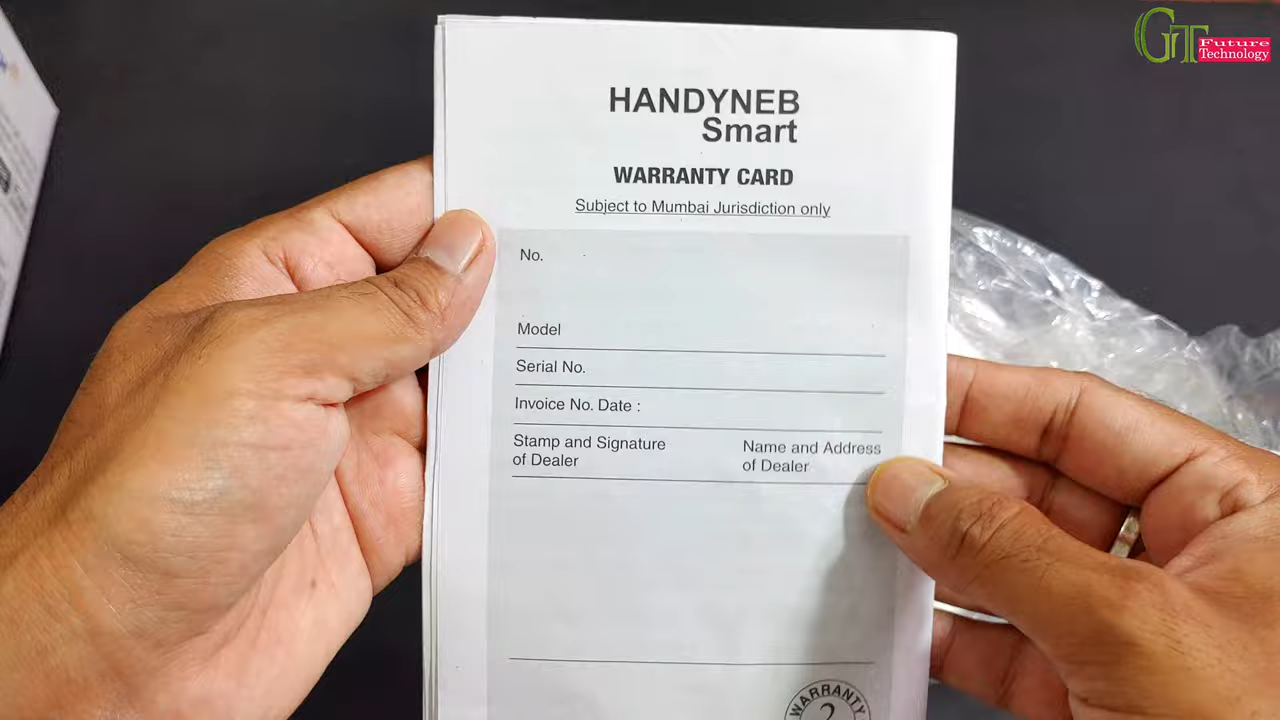 GT Future
Technology
HANDYNEB
Smart
WARRANTY CARD
Subject to Mumbai Jurisdiction only
No.
Model
Serial No.
Invoice No. Date :
Stamp and Signature
of Dealer
Name and Address
of Dealer
WARRANTY
2